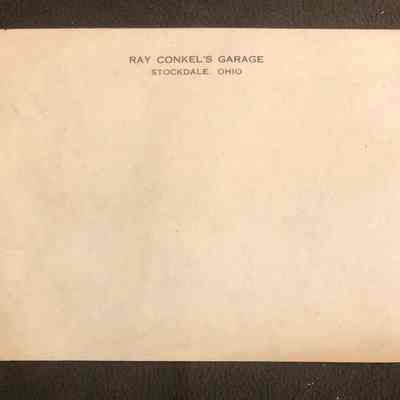 RAY CONKEL'S GARAGE
STOCKDALE, OHIO